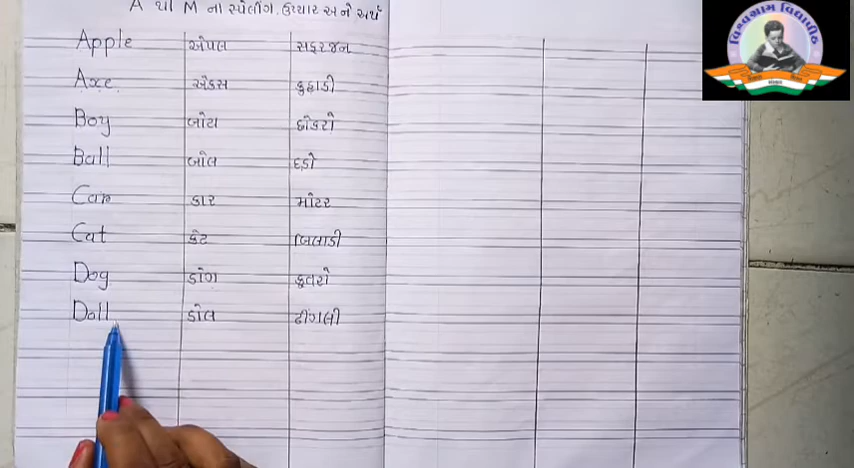 A થી M ના સ્પેલીંગ, ઉચ્ચાર અને અર્થ
વિશ્વગ્રામ વિદ્યાપીઠ
Apple એપલ સફરજન
Axe એક્સ કુહાડી
Boy બોય છોકરો
Ball બોલ દડો
Car કાર મોટર
Cat કેટ બિલાડી
Dog ડોગ કૂતરો
Doll ડોલ ઢીંગલી